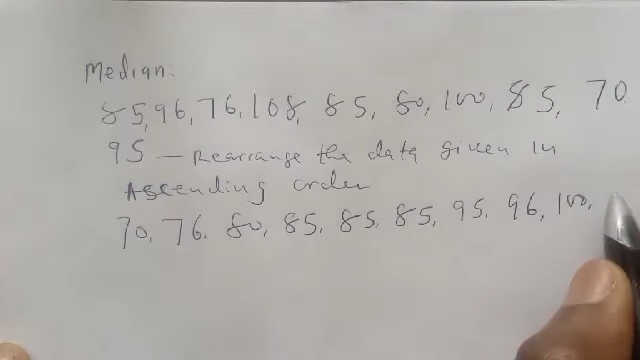 Median.
85, 96, 76, 108, 85, 80, 100, 85, 70
95 — Rearrange the data given in
Ascending order
70, 76. 80, 85, 85, 85, 95. 96, 100,